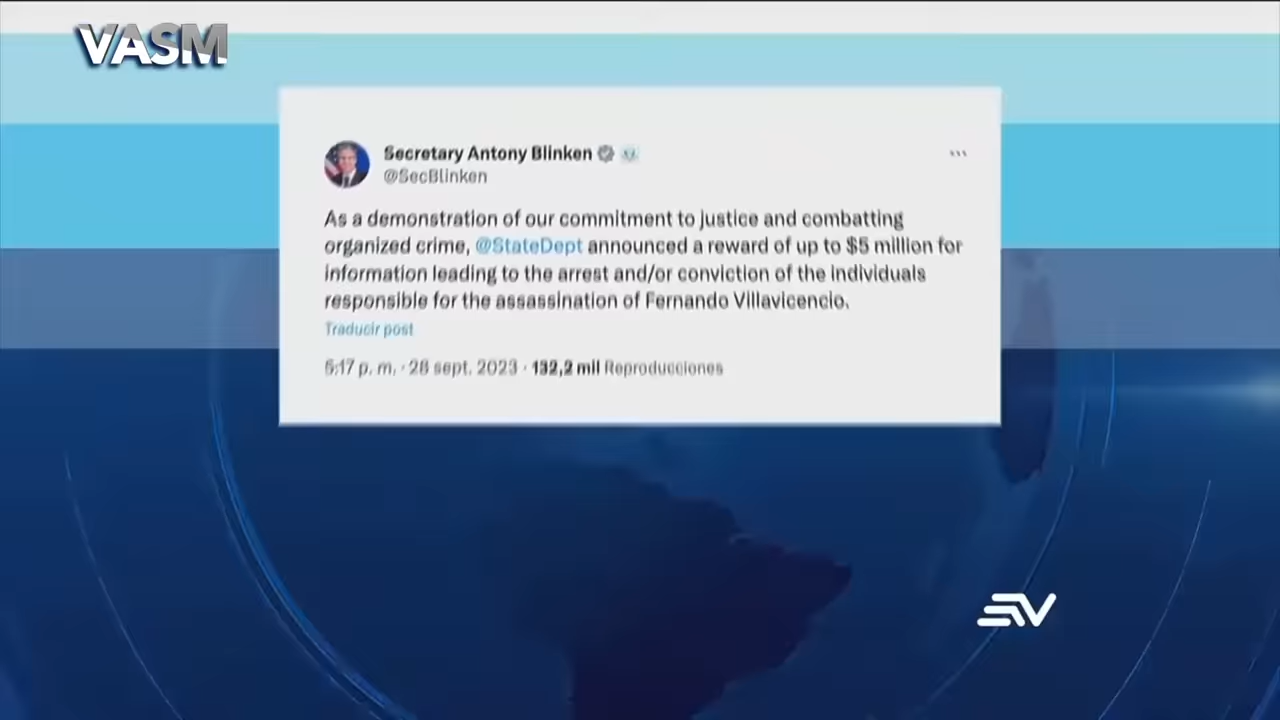 VASM
Secretary Antony Blinken
@SecBlinken
As a demonstration of our commitment to justice and combatting
organized crime, @StateDept announced a reward of up to $5 million for
information leading to the arrest and/or conviction of the individuals
responsible for the assassination of Fernando Villavicencio.
Traducir post
5:17 p. m. · 28 sept. 2023 · 132,2 mil Reproducciones